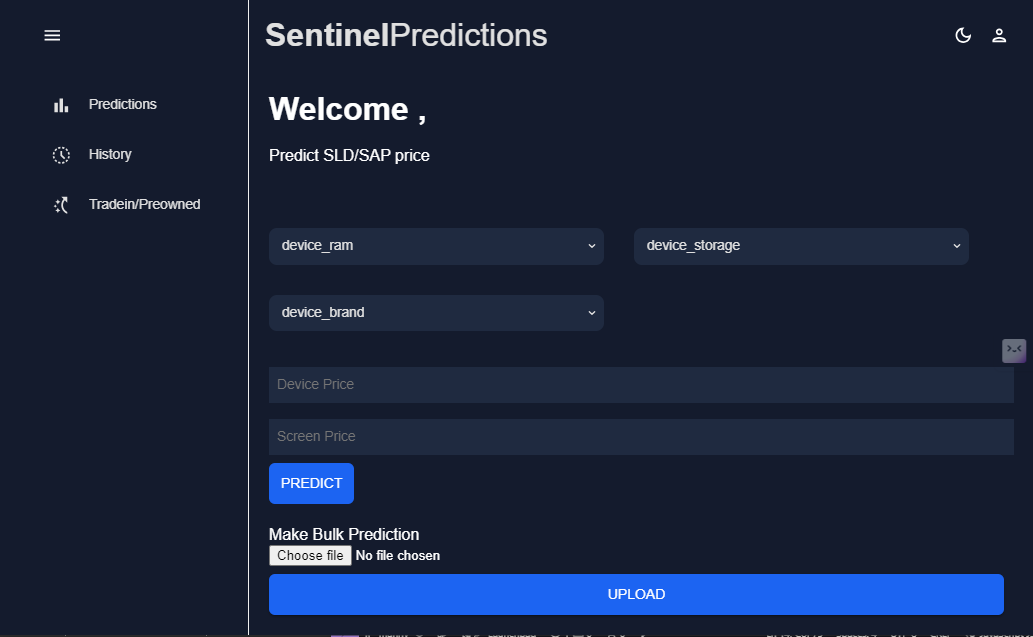 SentinelPredictions
Predictions
History
Tradein/Preowned
Welcome ,
Predict SLD/SAP price
device_ram
device_storage
device_brand
Device Price
Screen Price
PREDICT
Make Bulk Prediction
Choose file No file chosen
UPLOAD